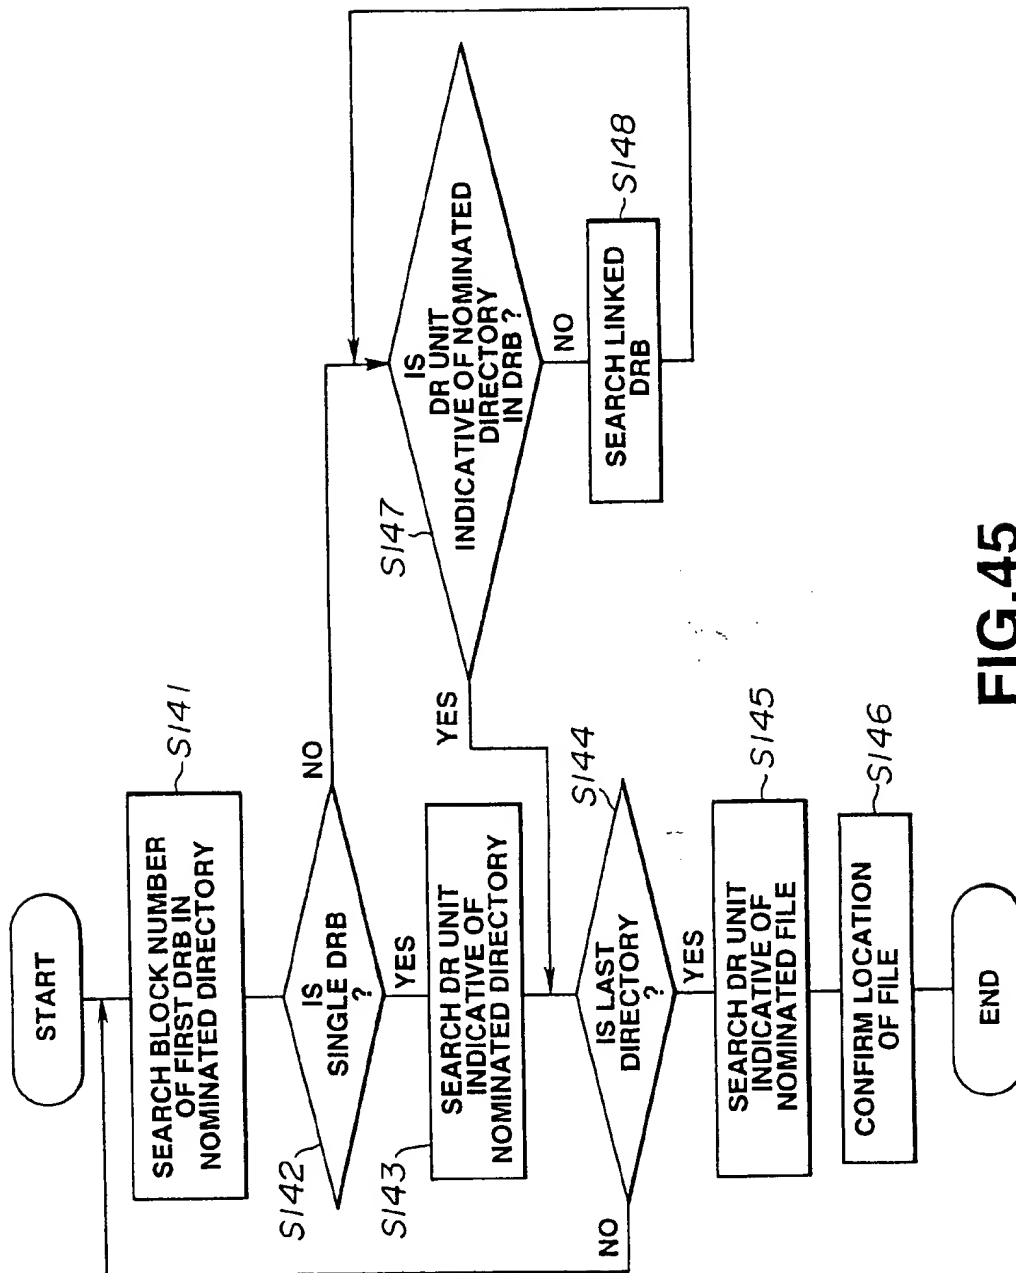 START
SEARCH BLOCK NUMBER
OF FIRST DRB IN
NOMINATED DIRECTORY
S141
IS
SINGLE DRB
?
S142
NO
YES
SEARCH DR UNIT
INDICATIVE OF
NOMINATED DIRECTORY
S143
IS LAST
DIRECTORY
?
S144
NO
YES
SEARCH DR UNIT
INDICATIVE OF
NOMINATED FILE
S145
CONFIRM LOCATION
OF FILE
S146
END
IS
DR UNIT
INDICATIVE OF NOMINATED
DIRECTORY
IN DRB ?
S147
YES
NO
SEARCH LINKED
DRB
S148
FIG.45